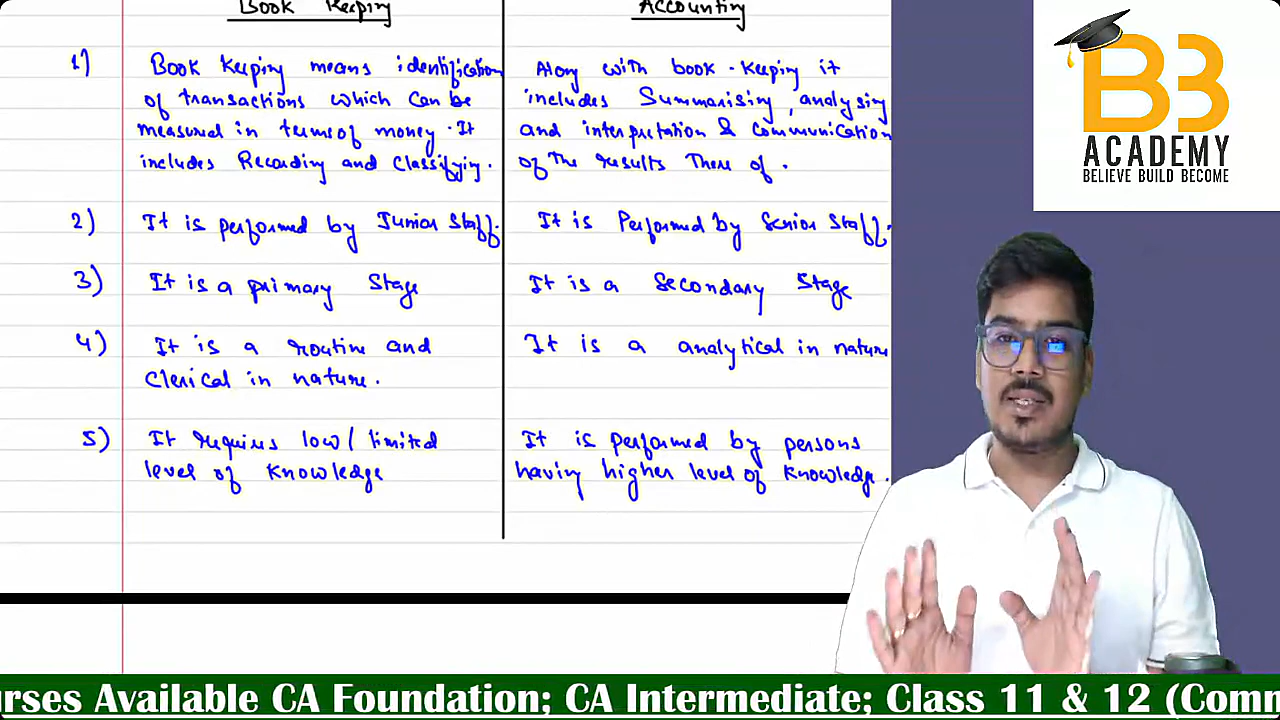 Book Keeping
Accounting
1)
Book Keeping means identification
of transactions which can be
measured in terms of money. It
includes Recording and Classifying.
Along with book-Keeping it
includes Summarising, analysing
and interpretation & communication
of the results There of.
2)
It is performed by Junior Staff.
It is Performed by Senior Staff.
3)
It is a primary Stage
It is a Secondary Stage
4)
It is a routine and
Clerical in nature.
It is a analytical in nature
5)
It requires low/limited
level of Knowledge
It is performed by persons
having higher level of Knowledge.
B3
ACADEMY
BELIEVE BUILD BECOME
urses Available CA Foundation; CA Intermediate; Class 11 & 12 (Comm